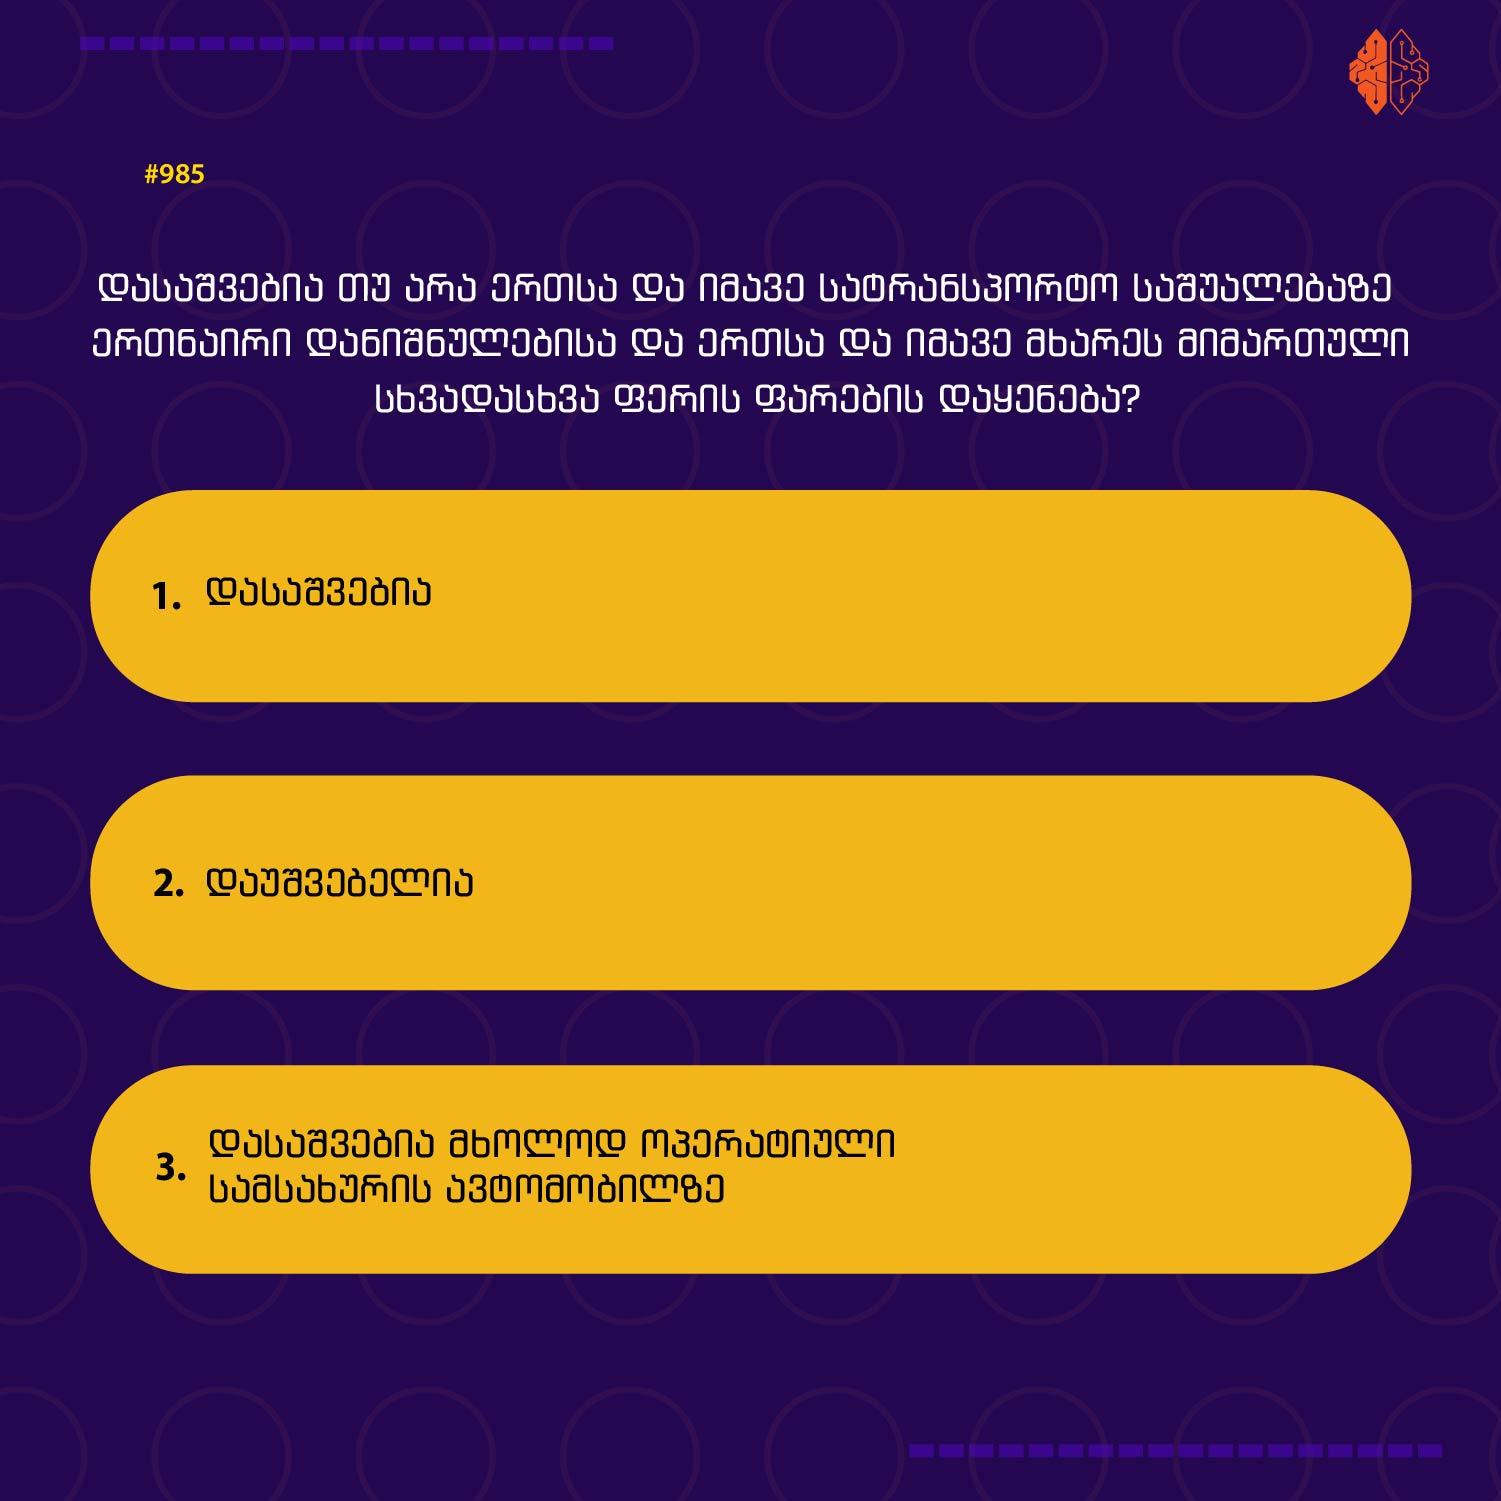 #985
დასაშვებია თუ არა ერთსა და იმავე სატრანსპორტო საშუალებაზე
ერთნაირი დანიშნულებისა და ერთსა და იმავე მხარეს მიმართული
სხვადასხვა ფერის ფარების დაყენება?
1. დასაშვებია
2. დაუშვებელია
3. დასაშვებია მხოლოდ ოპერატიული
სამსახურის ავტომობილზე